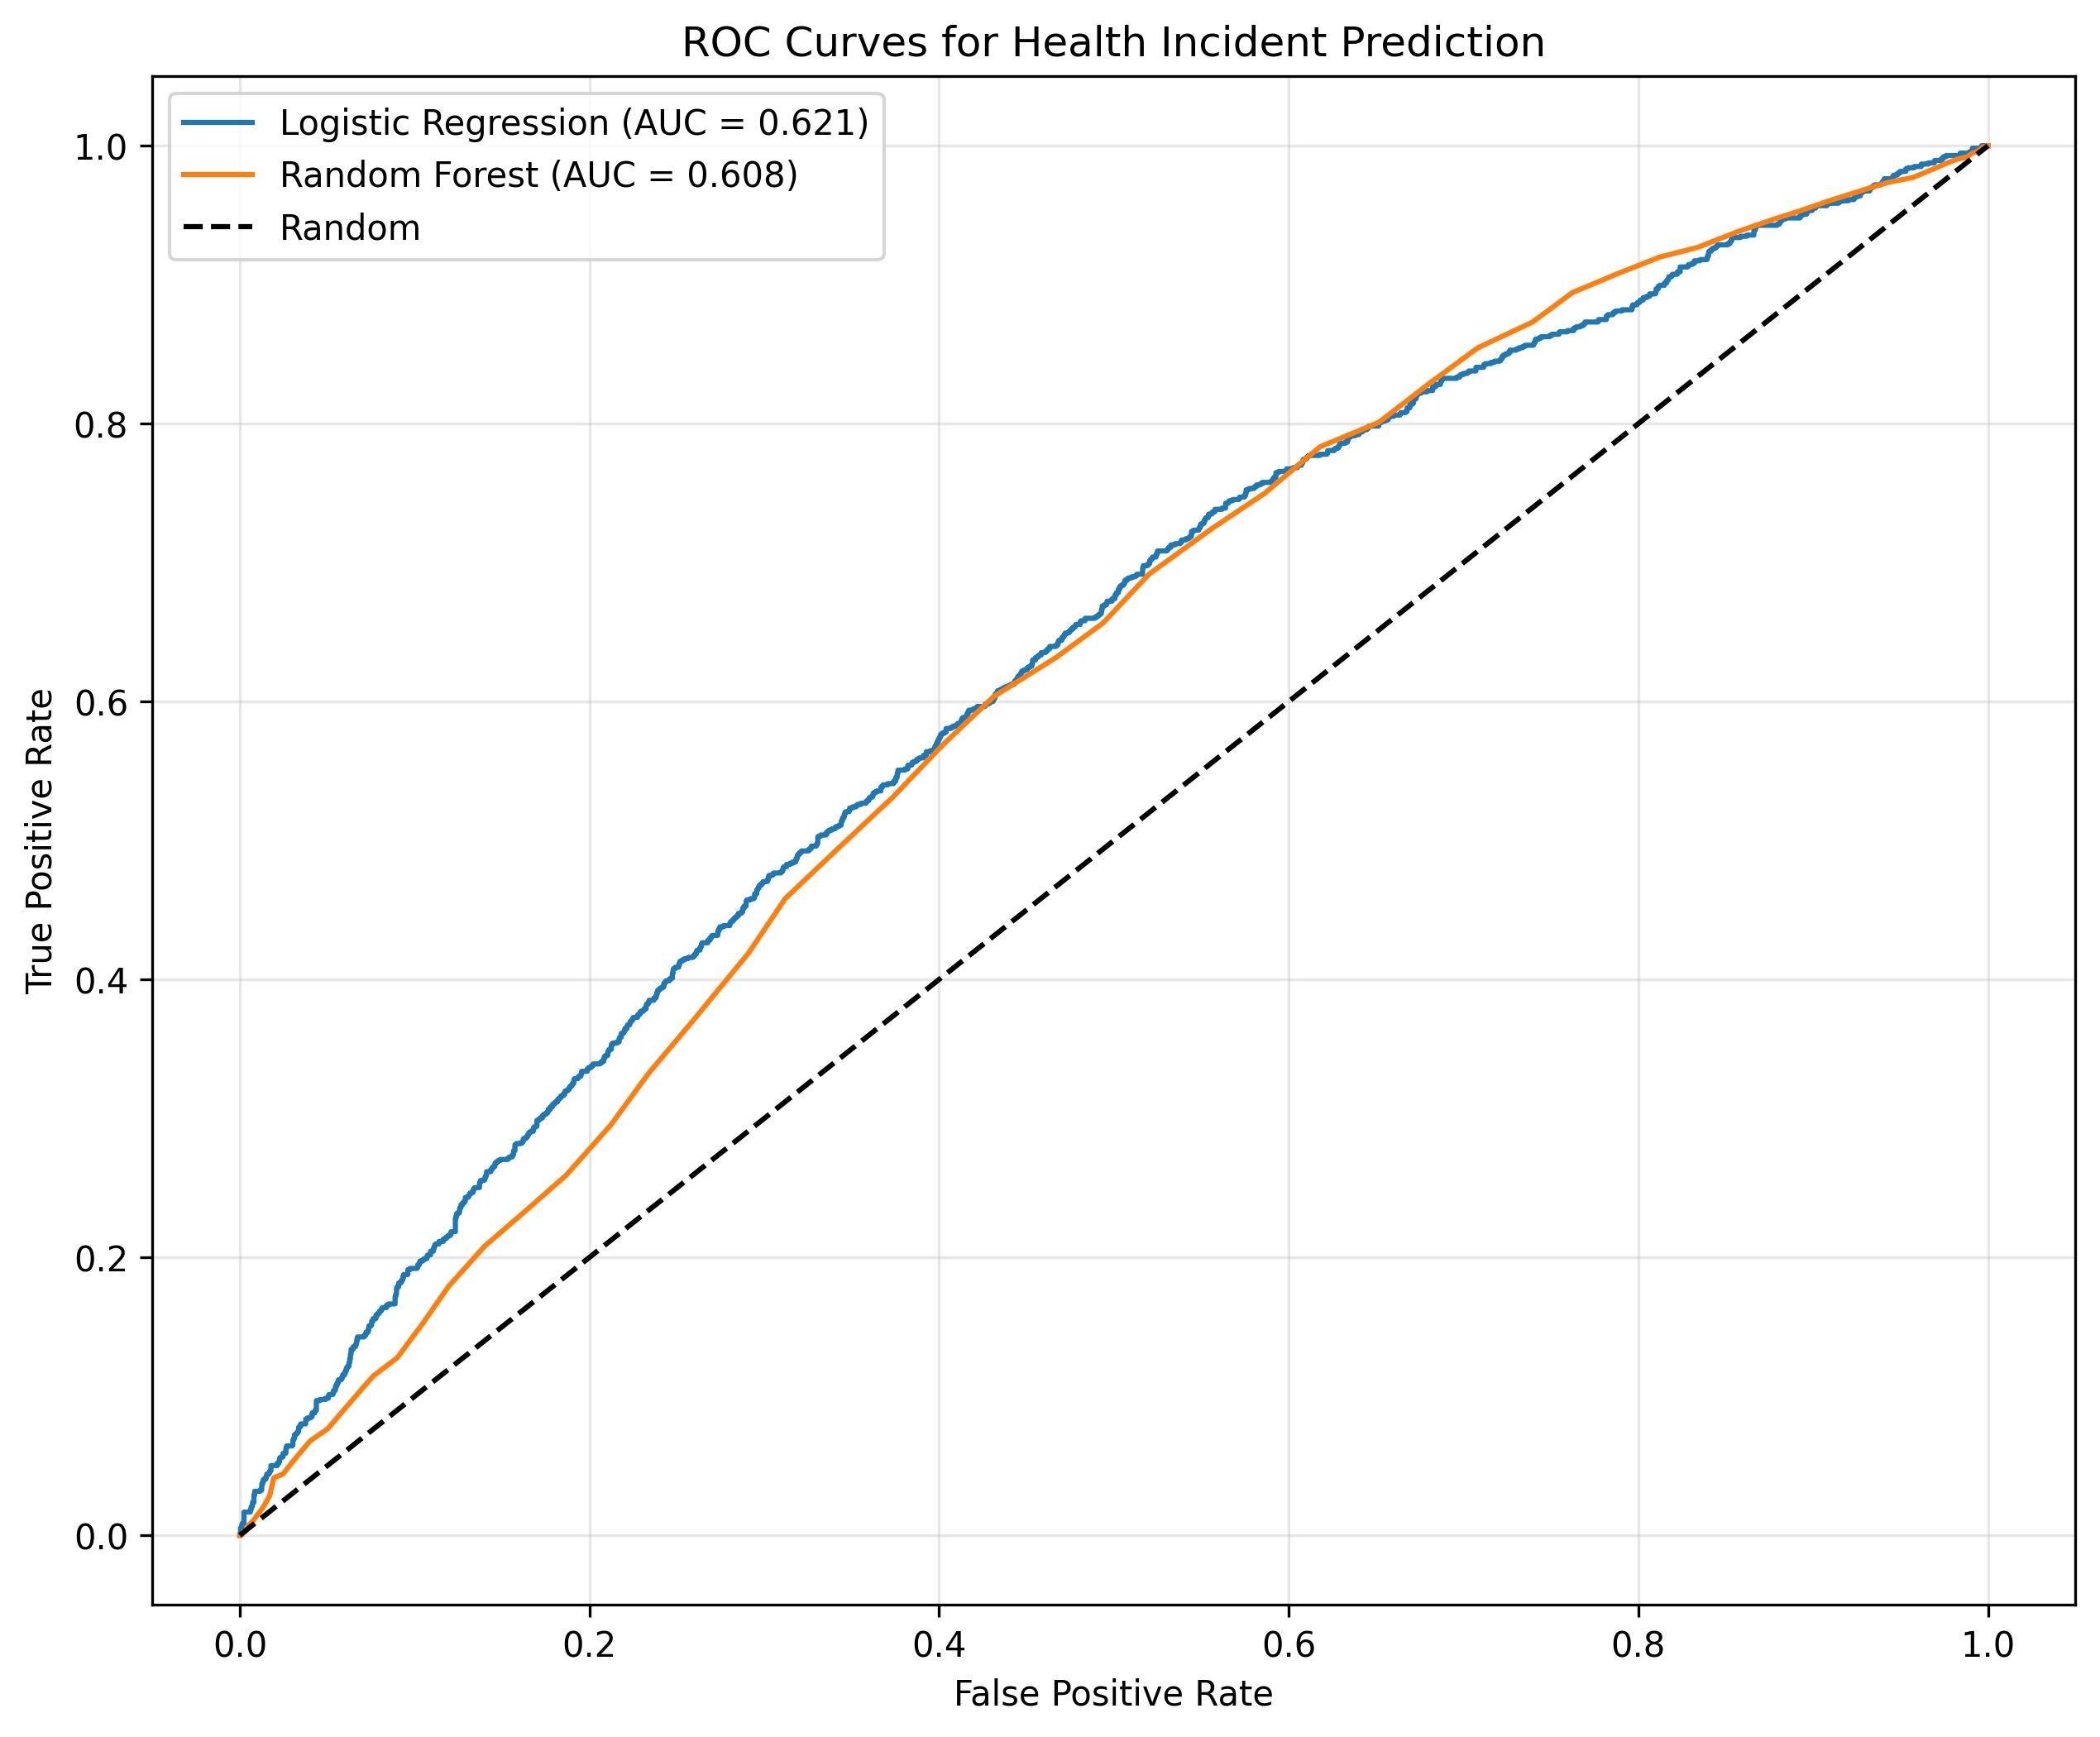 ROC Curves for Health Incident Prediction
Logistic Regression (AUC = 0.621)
Random Forest (AUC = 0.608)
Random
True Positive Rate
1.0
0.8
0.6
0.4
0.2
0.0
0.0 0.2 0.4 0.6 0.8 1.0
False Positive Rate